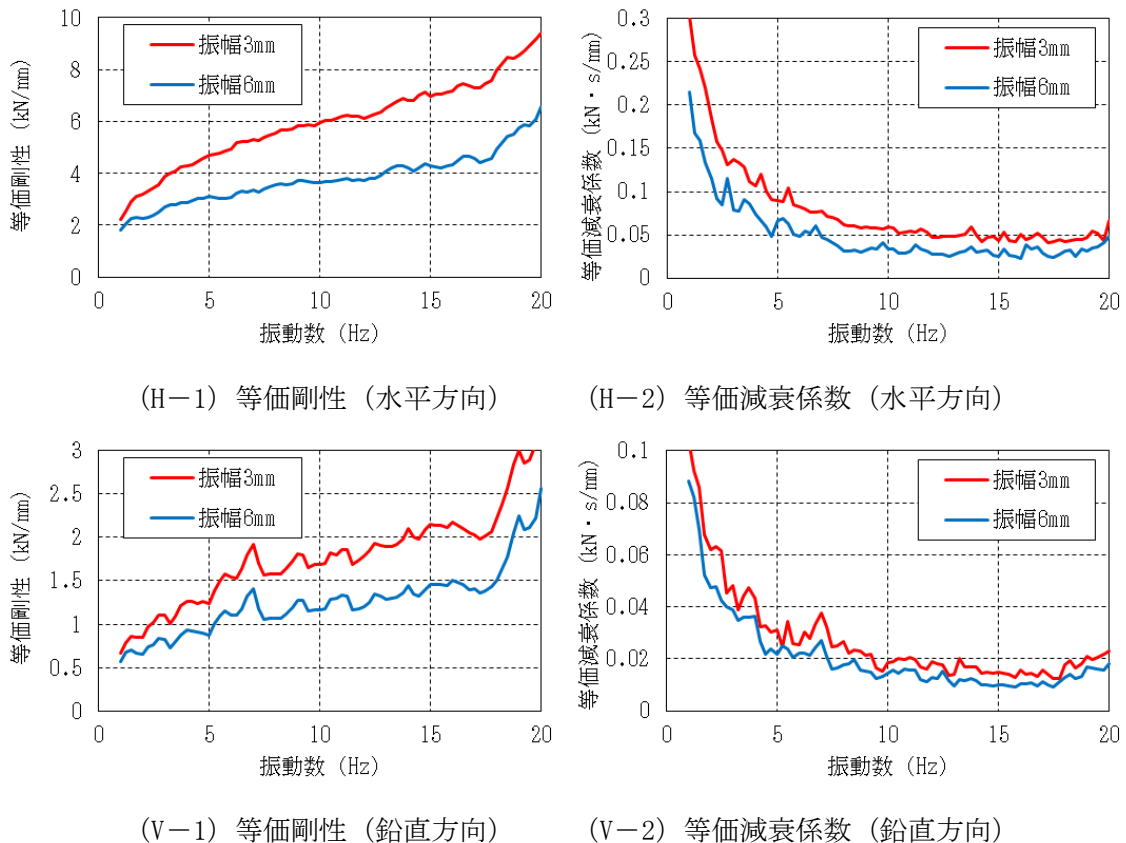 等価剛性 (kN/mm)
10
8
6
4
2
0
振幅3mm
振幅6mm
0 5 10 15 20
振動数 (Hz)
等価減衰係数 (kN・s/mm)
0.3
0.25
0.2
0.15
0.1
0.05
0
振幅3mm
振幅6mm
0 5 10 15 20
振動数 (Hz)
(H－1) 等価剛性 (水平方向)
(H－2) 等価減衰係数 (水平方向)
等価剛性 (kN/mm)
3
2.5
2
1.5
1
0.5
0
振幅3mm
振幅6mm
0 5 10 15 20
振動数 (Hz)
等価減衰係数 (kN・s/mm)
0.1
0.08
0.06
0.04
0.02
0
振幅3mm
振幅6mm
0 5 10 15 20
振動数 (Hz)
(V－1) 等価剛性 (鉛直方向)
(V－2) 等価減衰係数 (鉛直方向)